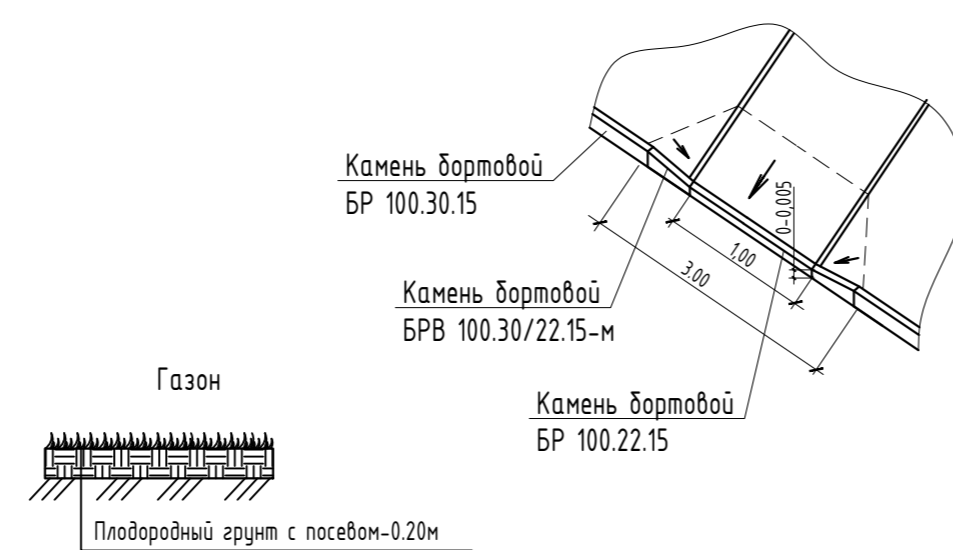 Камень бортовой
БР 100.30.15
0-0,005
1,00
3.00
Камень бортовой
БРВ 100.30/22.15-м
Газон
Камень бортовой
БР 100.22.15
Плодородный грунт с посевом-0.20м